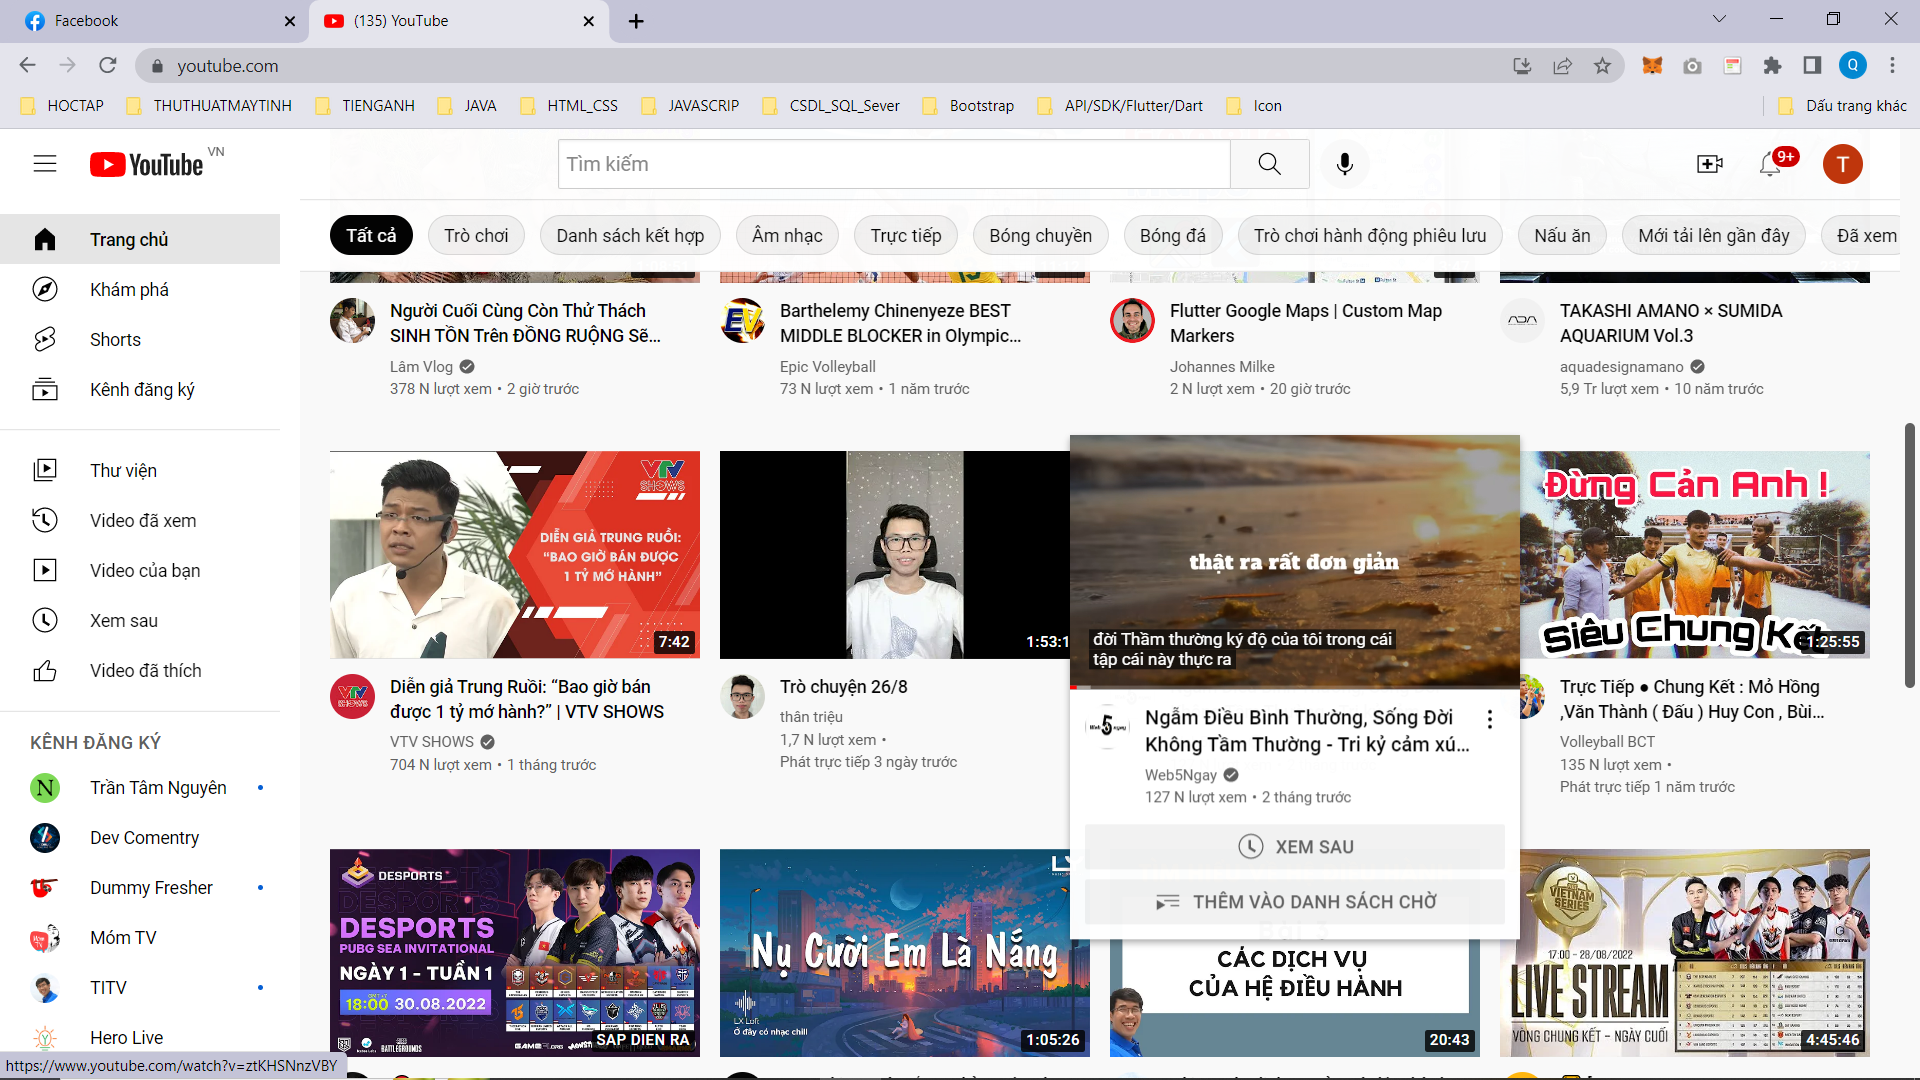 Facebook
(135) YouTube
youtube.com
Q
HOCTAP
THUTHUATMAYTINH
TIENGANH
JAVA
HTML_CSS
JAVASCRIP
CSDL_SQL_Sever
Bootstrap
API/SDK/Flutter/Dart
Icon
Dấu trang khác
YouTube VN
Tìm kiếm
9+
T
Trang chủ
Khám phá
Shorts
Kênh đăng ký
Thư viện
Video đã xem
Video của bạn
Xem sau
Video đã thích
KÊNH ĐĂNG KÝ
N
Trần Tâm Nguyên
Dev Comentry
Dummy Fresher
Móm TV
TITV
Hero Live
https://www.youtube.com/watch?v=ztKHSNnzVBY
Tất cả
Trò chơi
Danh sách kết hợp
Âm nhạc
Trực tiếp
Bóng chuyền
Bóng đá
Trò chơi hành động phiêu lưu
Nấu ăn
Mới tải lên gần đây
Đã xem
Người Cuối Cùng Còn Thử Thách
SINH TỒN Trên ĐỒNG RUỘNG Sẽ...
Lâm Vlog
378 N lượt xem • 2 giờ trước
EV
Barthelemy Chinenyeze BEST
MIDDLE BLOCKER in Olympic...
Epic Volleyball
73 N lượt xem • 1 năm trước
Flutter Google Maps | Custom Map
Markers
Johannes Milke
2 N lượt xem • 20 giờ trước
ADA
TAKASHI AMANO × SUMIDA
AQUARIUM Vol.3
aquadesignamano
5,9 Tr lượt xem • 10 năm trước
VTV
SHOWS
DIỄN GIẢ TRUNG RUỒI:
"BAO GIỜ BÁN ĐƯỢC
1 TỶ MỚ HÀNH"
7:42
VTV
SHOWS
Diễn giả Trung Ruồi: “Bao giờ bán
được 1 tỷ mớ hành?” | VTV SHOWS
VTV SHOWS
704 N lượt xem • 1 tháng trước
1:53:1
Trò chuyện 26/8
thân triệu
1,7 N lượt xem •
Phát trực tiếp 3 ngày trước
thật ra rất đơn giản
đời Thầm thường ký độ của tôi trong cái
tập cái này thực ra
Web 5 ngay
Ngẫm Điều Bình Thường, Sống Đời
Không Tầm Thường - Tri kỷ cảm xú...
Web5Ngay
127 N lượt xem • 2 tháng trước
XEM SAU
THÊM VÀO DANH SÁCH CHỜ
Đừng Cản Anh !
Siêu Chung Kết
1:25:55
Trực Tiếp ● Chung Kết : Mỏ Hồng
,Văn Thành ( Đấu ) Huy Con , Bùi...
Volleyball BCT
135 N lượt xem •
Phát trực tiếp 1 năm trước
DESPORTS
DESPORTS
PUBG SEA INVITATIONAL
NGÀY 1 - TUẦN 1
18:00 30.08.2022
BATTLEGROUNDS
SẮP DIỄN RA
LX
Nụ Cười Em Là Nắng
LX Lofi
Ở đây có nhạc chill
1:05:26
CÁC DỊCH VỤ
CỦA HỆ ĐIỀU HÀNH
20:43
VIETNAM
SERIES
17:00 - 28/08/2022
LIVE STREAM
VÒNG CHUNG KẾT - NGÀY CUỐI
4:45:46